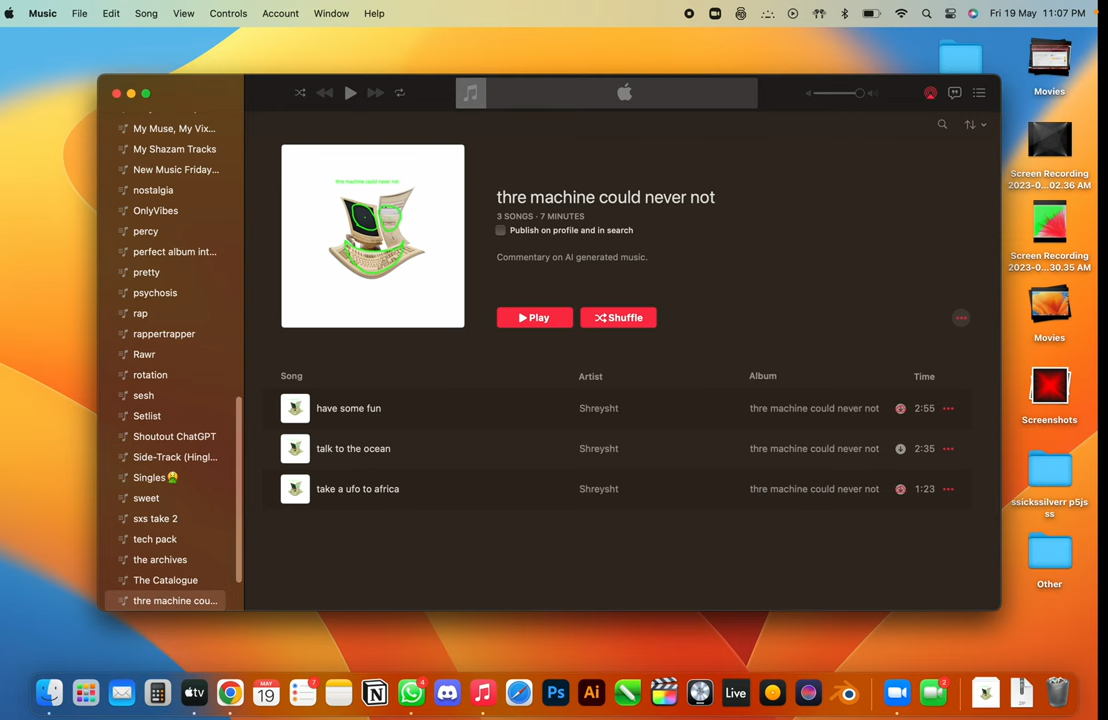 Music File Edit Song View Controls Account Window Help Fri 19 May 11:07 PM
Movies
Screen Recording
2023-0...02.36 AM
Screen Recording
2023-0...30.35 AM
Movies
Screenshots
ssickssilverr p5js
ss
Other
My Muse, My Vix...
My Shazam Tracks
New Music Friday...
nostalgia
OnlyVibes
percy
perfect album int...
pretty
psychosis
rap
rappertrapper
Rawr
rotation
sesh
Setlist
Shoutout ChatGPT
Side-Track (Hingl...
Singles🤮
sweet
sxs take 2
tech pack
the archives
The Catalogue
thre machine cou...
thre machine could never not
thre machine could never not
3 SONGS · 7 MINUTES
Publish on profile and in search
Commentary on AI generated music.
Play Shuffle
Song Artist Album Time
have some fun Shreysht thre machine could never not 2:55
talk to the ocean Shreysht thre machine could never not 2:35
take a ufo to africa Shreysht thre machine could never not 1:23
MAY
19
7
4
2
tv
Ps
Ai
Live
ZIP